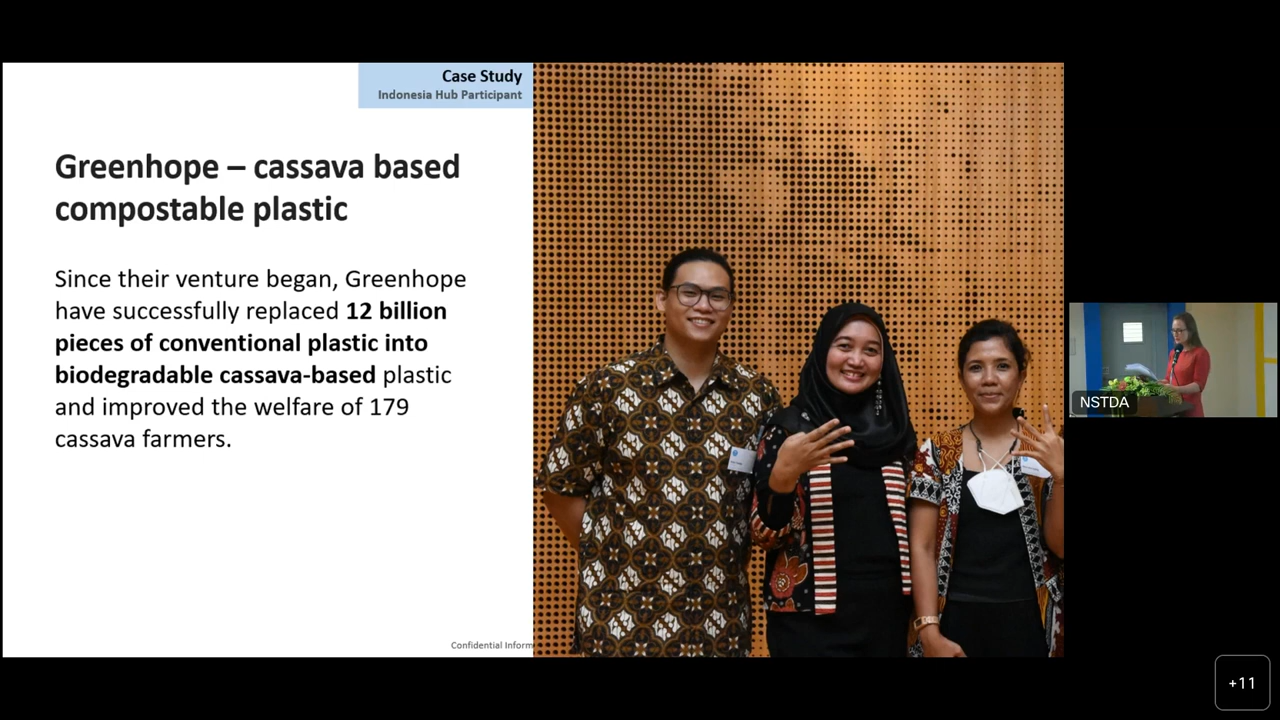 Case Study
Indonesia Hub Participant
Greenhope – cassava based
compostable plastic
Since their venture began, Greenhope
have successfully replaced 12 billion
pieces of conventional plastic into
biodegradable cassava-based plastic
and improved the welfare of 179
cassava farmers.
Confidential Inform
NSTDA
+11